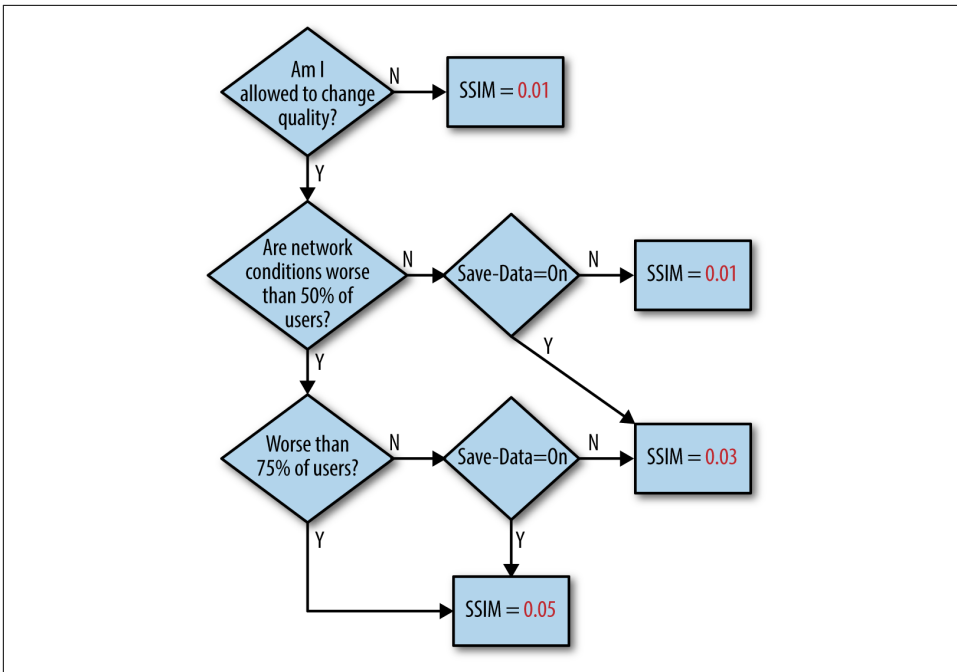 Am I
allowed to change
quality?
N
SSIM = 0.01
Y
Are network
conditions worse
than 50% of
users?
N
Save-Data=On
N
SSIM = 0.01
Y
Y
Worse than
75% of users?
N
Save-Data=On
N
SSIM = 0.03
Y
Y
SSIM = 0.05